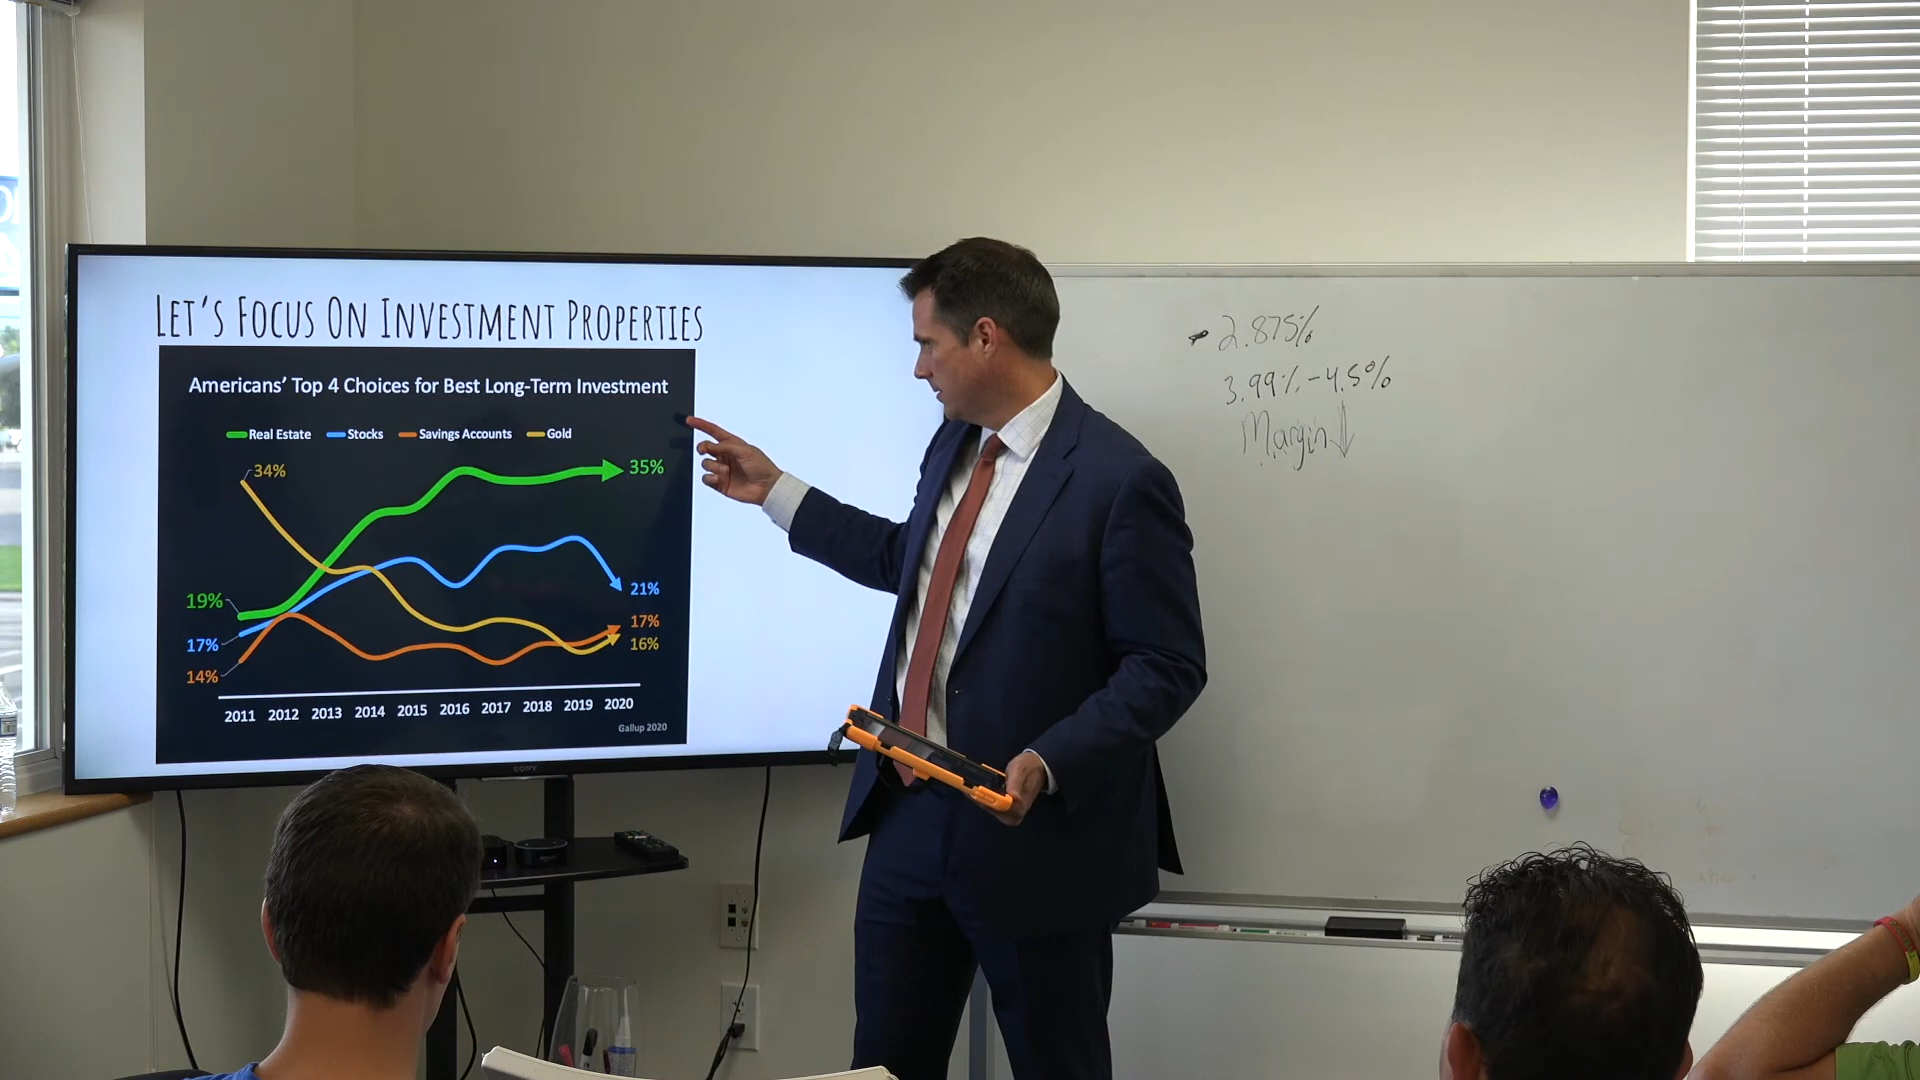 LET'S FOCUS ON INVESTMENT PROPERTIES
Americans' Top 4 Choices for Best Long-Term Investment
Real Estate Stocks Savings Accounts Gold
34%
35%
19%
17%
14%
21%
17%
16%
2011 2012 2013 2014 2015 2016 2017 2018 2019 2020
Gallup 2020
SONY
2.875%
3.99% - 4.5%
Margin